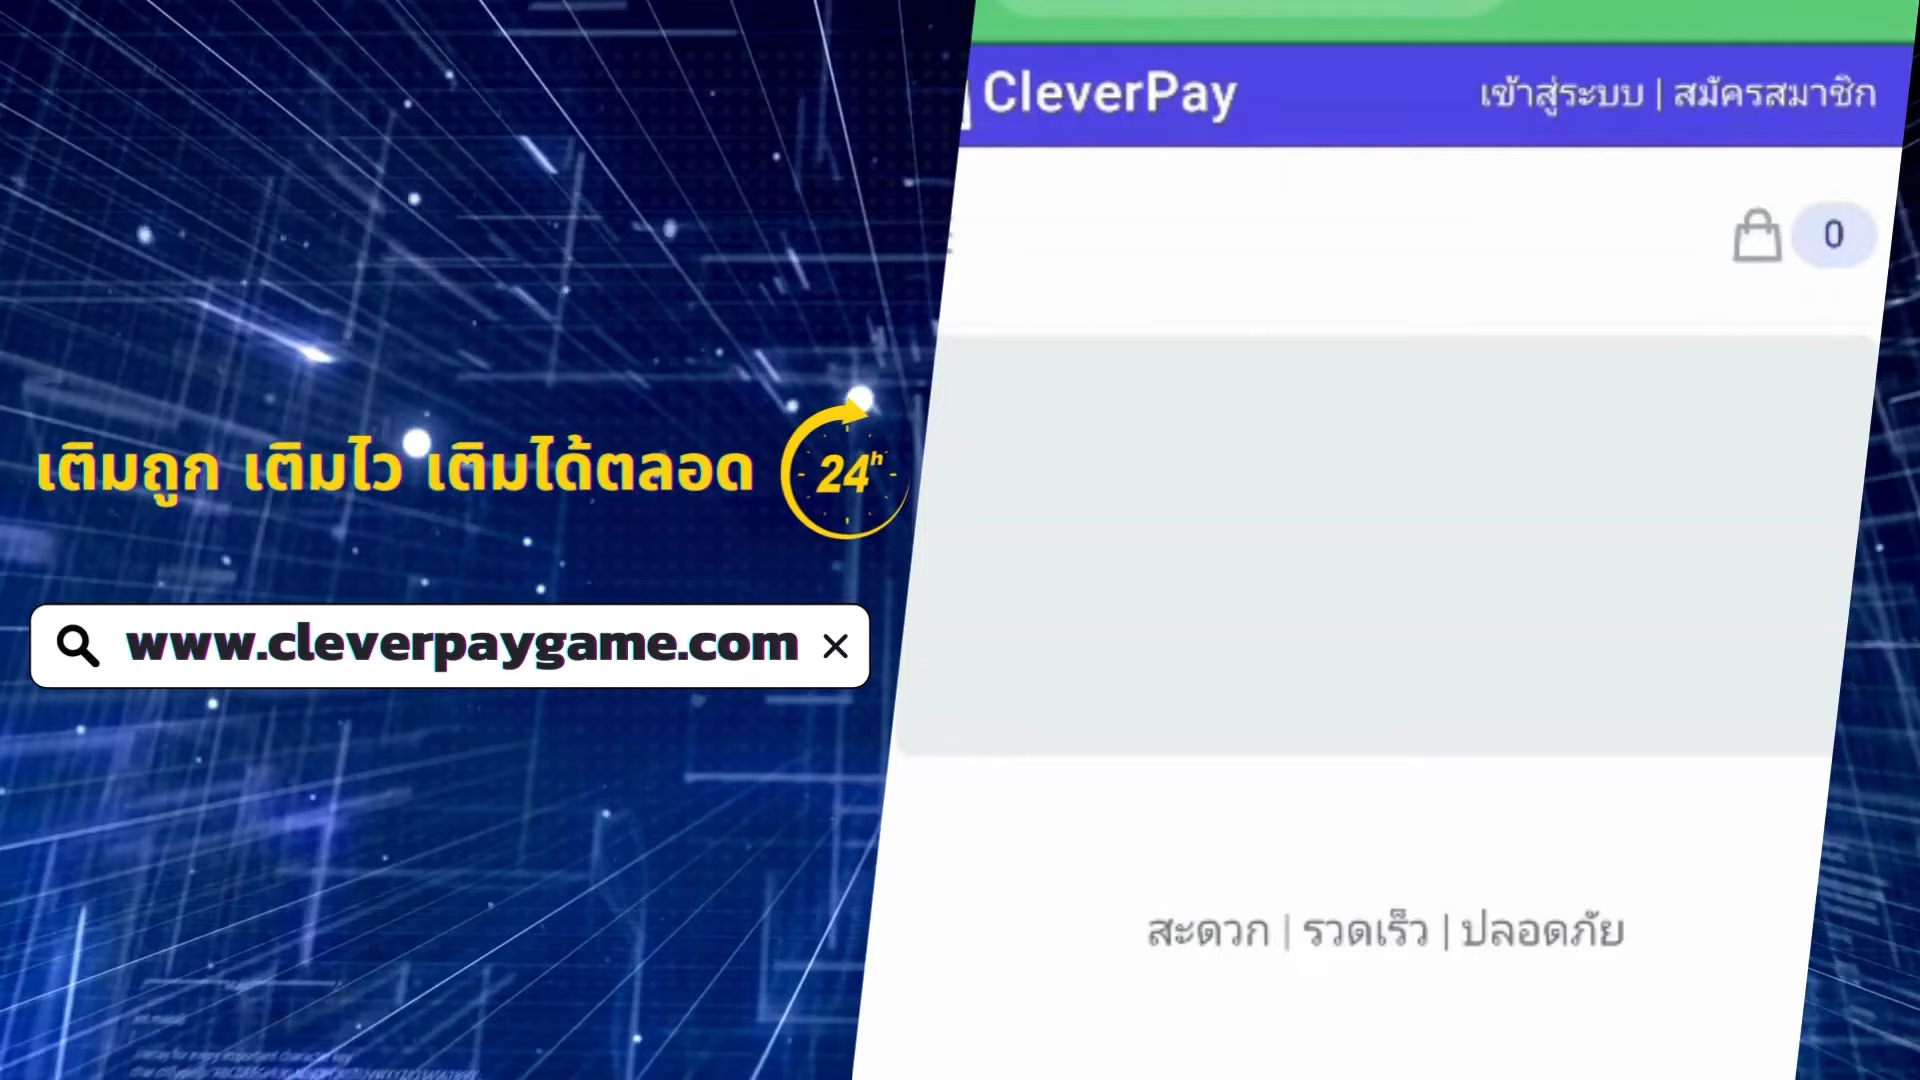 CleverPay
เข้าสู่ระบบ | สมัครสมาชิก
0
เติมถูก เติมไว เติมได้ตลอด
24h
www.cleverpaygame.com
สะดวก | รวดเร็ว | ปลอดภัย